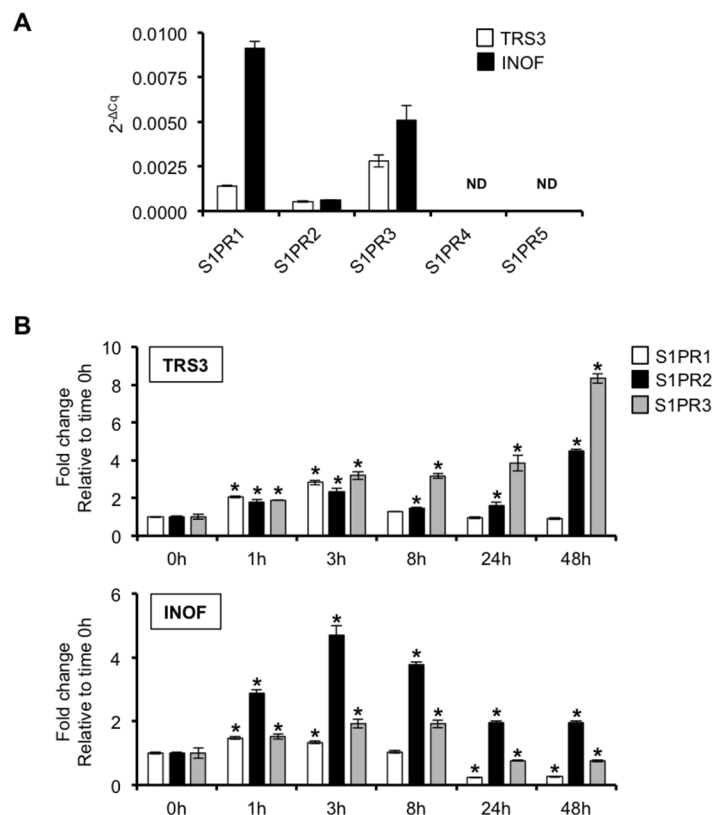 A
0.0100
0.0075
0.0050
0.0025
0.0000
2-ΔCq
TRS3
INOF
ND ND
S1PR1 S1PR2 S1PR3 S1PR4 S1PR5
B
10
8
6
4
2
0
Fold change
Relative to time 0h
TRS3
S1PR1
S1PR2
S1PR3
* * * * * * * * * * * *
0h 1h 3h 8h 24h 48h
6
4
2
0
Fold change
Relative to time 0h
INOF
* * * * * * * * * * * * * *
0h 1h 3h 8h 24h 48h